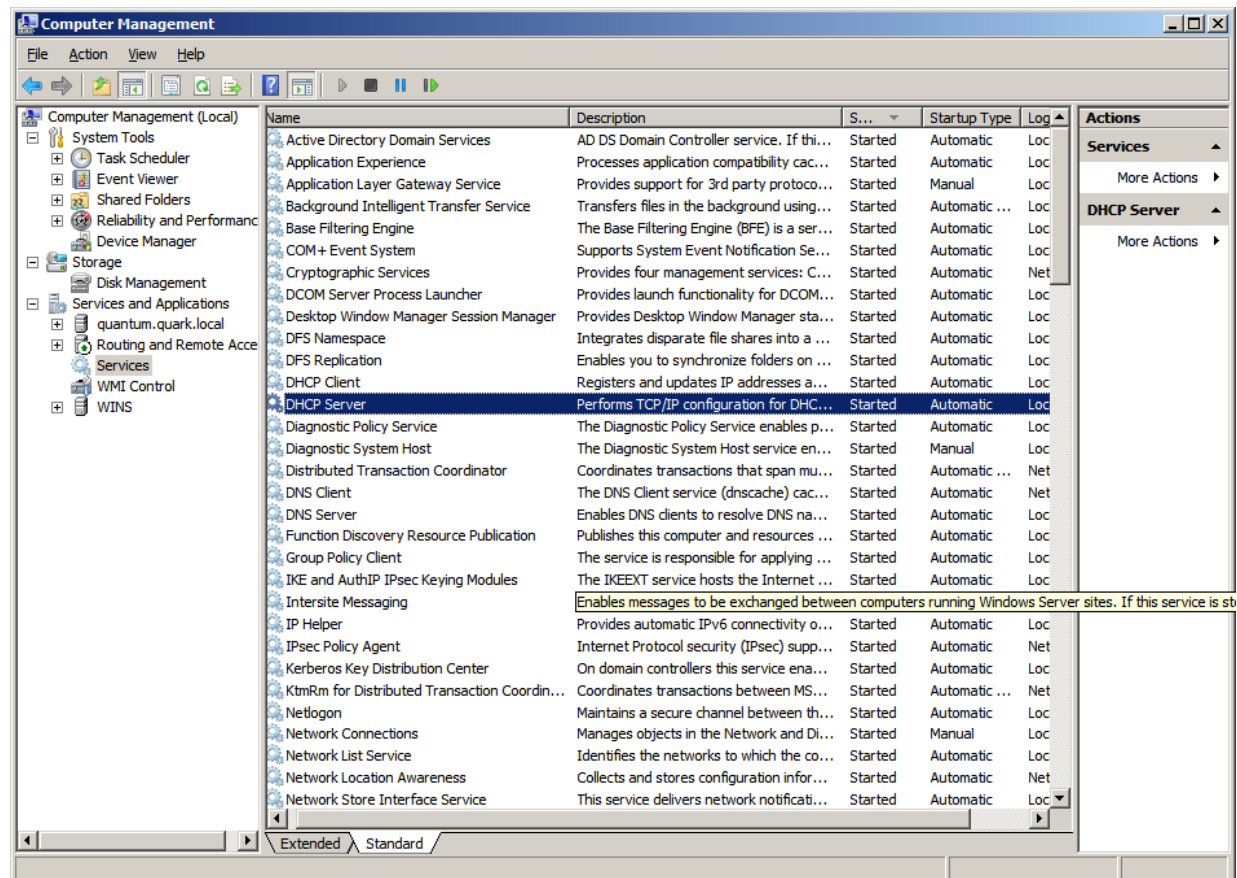 Computer Management
File Action View Help
Computer Management (Local)
System Tools
Task Scheduler
Event Viewer
Shared Folders
Reliability and Performanc
Device Manager
Storage
Disk Management
Services and Applications
quantum.quark.local
Routing and Remote Acce
Services
WMI Control
WINS
Name Description S... Startup Type Log
Active Directory Domain Services AD DS Domain Controller service. If thi... Started Automatic Loc
Application Experience Processes application compatibility cac... Started Automatic Loc
Application Layer Gateway Service Provides support for 3rd party protoco... Started Manual Loc
Background Intelligent Transfer Service Transfers files in the background using... Started Automatic ... Loc
Base Filtering Engine The Base Filtering Engine (BFE) is a ser... Started Automatic Loc
COM+ Event System Supports System Event Notification Se... Started Automatic Loc
Cryptographic Services Provides four management services: C... Started Automatic Net
DCOM Server Process Launcher Provides launch functionality for DCOM... Started Automatic Loc
Desktop Window Manager Session Manager Provides Desktop Window Manager sta... Started Automatic Loc
DFS Namespace Integrates disparate file shares into a ... Started Automatic Loc
DFS Replication Enables you to synchronize folders on ... Started Automatic Loc
DHCP Client Registers and updates IP addresses a... Started Automatic Loc
DHCP Server Performs TCP/IP configuration for DHC... Started Automatic Loc
Diagnostic Policy Service The Diagnostic Policy Service enables p... Started Automatic Loc
Diagnostic System Host The Diagnostic System Host service en... Started Manual Loc
Distributed Transaction Coordinator Coordinates transactions that span mu... Started Automatic ... Net
DNS Client The DNS Client service (dnscache) cac... Started Automatic Net
DNS Server Enables DNS clients to resolve DNS na... Started Automatic Loc
Function Discovery Resource Publication Publishes this computer and resources ... Started Automatic Loc
Group Policy Client The service is responsible for applying ... Started Automatic Loc
IKE and AuthIP IPsec Keying Modules The IKEEXT service hosts the Internet ... Started Automatic Loc
Intersite Messaging Enables messages to be exchanged between computers running Windows Server sites. If this service is st
IP Helper Provides automatic IPv6 connectivity o... Started Automatic Loc
IPsec Policy Agent Internet Protocol security (IPsec) supp... Started Automatic Net
Kerberos Key Distribution Center On domain controllers this service ena... Started Automatic Loc
KtmRm for Distributed Transaction Coordin... Coordinates transactions between MS... Started Automatic ... Net
Netlogon Maintains a secure channel between th... Started Automatic Loc
Network Connections Manages objects in the Network and Di... Started Manual Loc
Network List Service Identifies the networks to which the co... Started Automatic Loc
Network Location Awareness Collects and stores configuration infor... Started Automatic Net
Network Store Interface Service This service delivers network notificati... Started Automatic Loc
Extended Standard
Actions
Services
More Actions
DHCP Server
More Actions